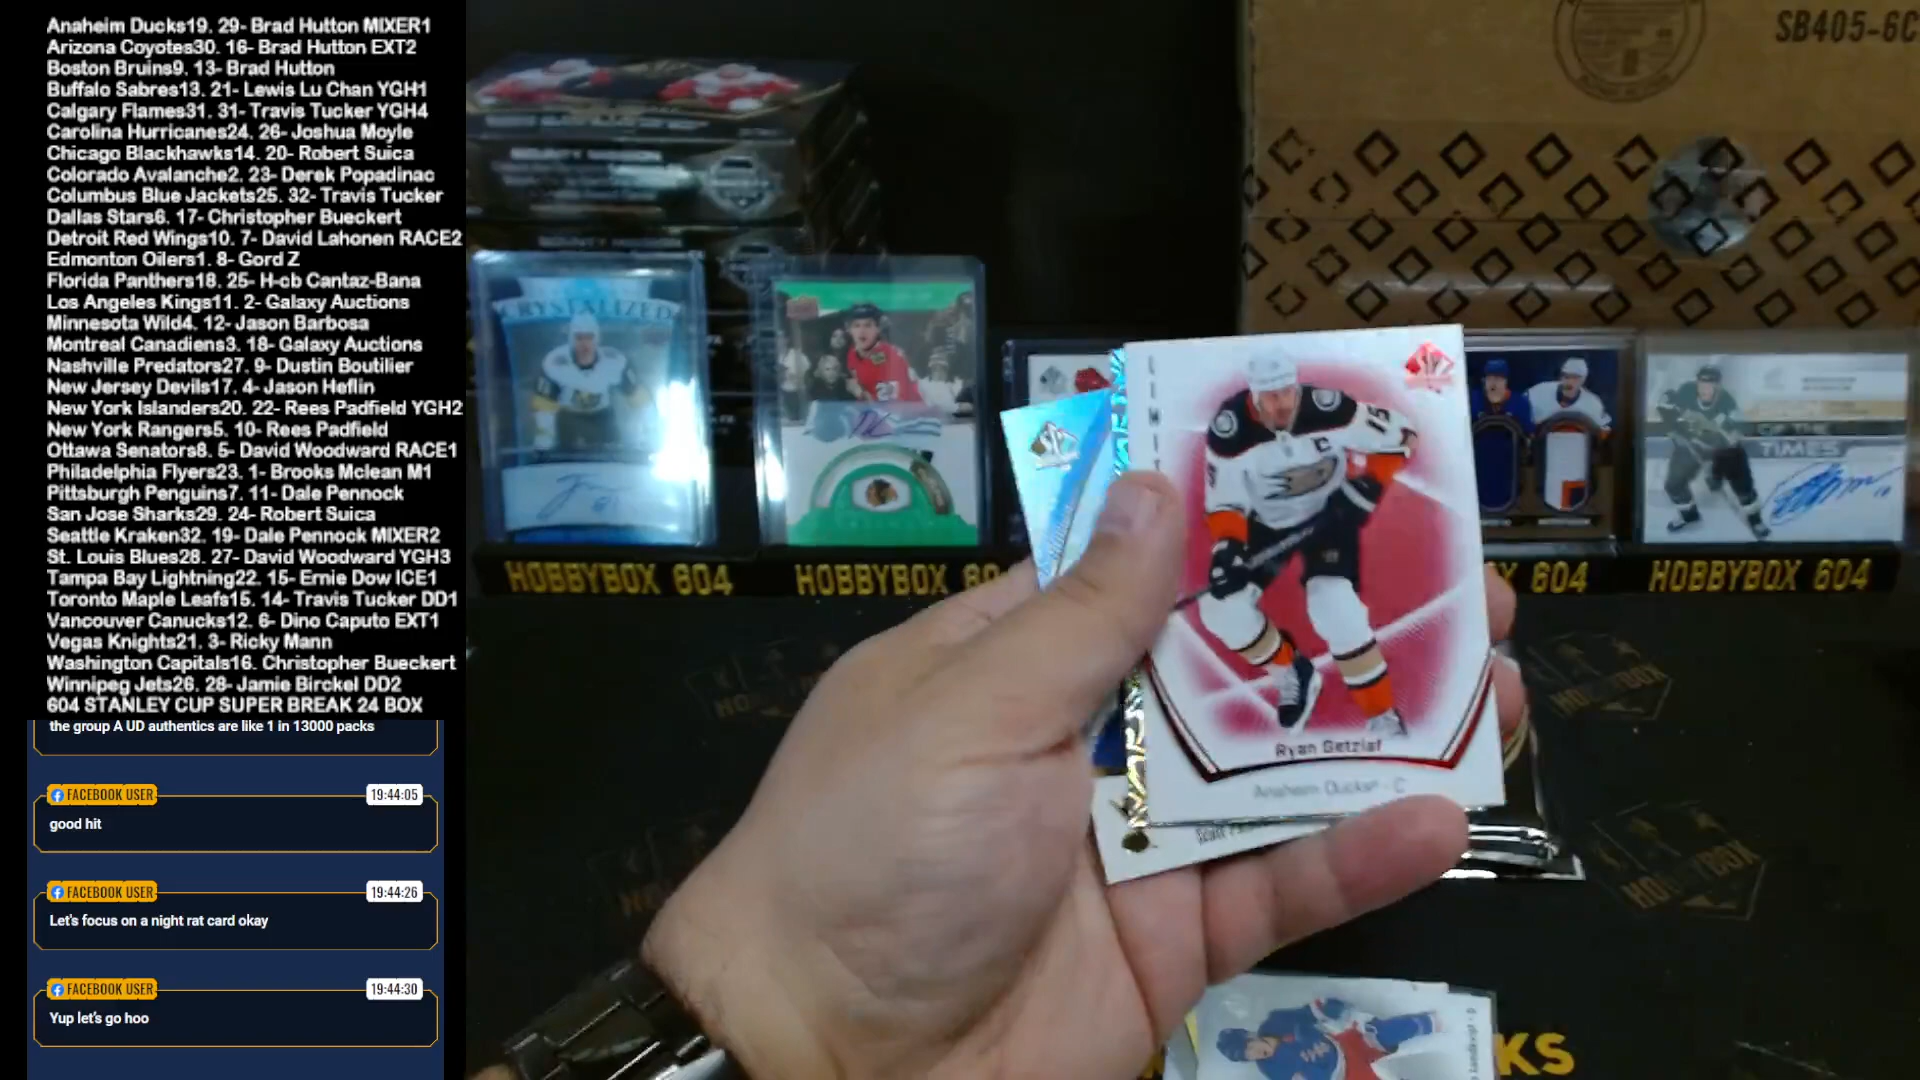 Anaheim Ducks19. 29- Brad Hutton MIXER1
Arizona Coyotes30. 16- Brad Hutton EXT2
Boston Bruins9. 13- Brad Hutton
Buffalo Sabres13. 21- Lewis Lu Chan YGH1
Calgary Flames31. 31- Travis Tucker YGH4
Carolina Hurricanes24. 26- Joshua Moyle
Chicago Blackhawks14. 20- Robert Suica
Colorado Avalanche2. 23- Derek Popadinac
Columbus Blue Jackets25. 32- Travis Tucker
Dallas Stars6. 17- Christopher Bueckert
Detroit Red Wings10. 7- David Lahonen RACE2
Edmonton Oilers1. 8- Gord Z
Florida Panthers18. 25- H-cb Cantaz-Bana
Los Angeles Kings11. 2- Galaxy Auctions
Minnesota Wild4. 12- Jason Barbosa
Montreal Canadiens3. 18- Galaxy Auctions
Nashville Predators27. 9- Dustin Boutilier
New Jersey Devils17. 4- Jason Heflin
New York Islanders20. 22- Rees Padfield YGH2
New York Rangers5. 10- Rees Padfield
Ottawa Senators8. 5- David Woodward RACE1
Philadelphia Flyers23. 1- Brooks Mclean M1
Pittsburgh Penguins7. 11- Dale Pennock
San Jose Sharks29. 24- Robert Suica
Seattle Kraken32. 19- Dale Pennock MIXER2
St. Louis Blues28. 27- David Woodward YGH3
Tampa Bay Lightning22. 15- Ernie Dow ICE1
Toronto Maple Leafs15. 14- Travis Tucker DD1
Vancouver Canucks12. 6- Dino Caputo EXT1
Vegas Knights21. 3- Ricky Mann
Washington Capitals16. Christopher Bueckert
Winnipeg Jets26. 28- Jamie Birckel DD2
604 STANLEY CUP SUPER BREAK 24 BOX
the group A UD authentics are like 1 in 13000 packs
FACEBOOK USER 19:44:05
good hit
FACEBOOK USER 19:44:26
Let's focus on a night rat card okay
FACEBOOK USER 19:44:30
Yup let's go hoo
SB405-6C
CRYSTALIZED
OF THE
TIMES
HOBBYBOX 604
HOBBYBOX 60
X 604
HOBBYBOX 604
LIMIT
SP
15
Ryan Getzlaf
Anaheim Ducks - C
Scott
KS